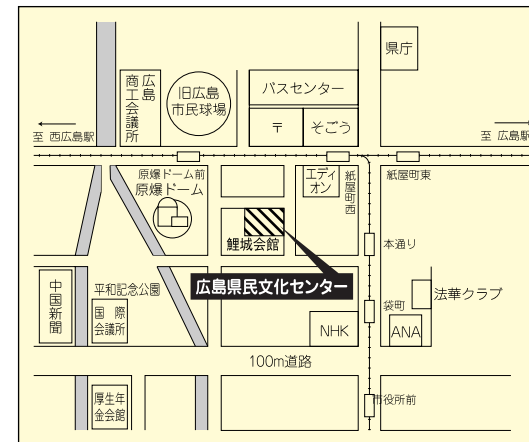 県庁
広島
商工会議所
旧広島
市民球場
バスセンター
〒
そごう
至 西広島駅
至 広島駅
原爆ドーム前
原爆ドーム
エディ
オン
紙屋町西
紙屋町東
鯉城会館
本通り
広島県民文化センター
中国新聞
平和記念公園
国際
会議所
袋町
法華クラブ
NHK
ANA
100m道路
厚生年
金会館
市役所前